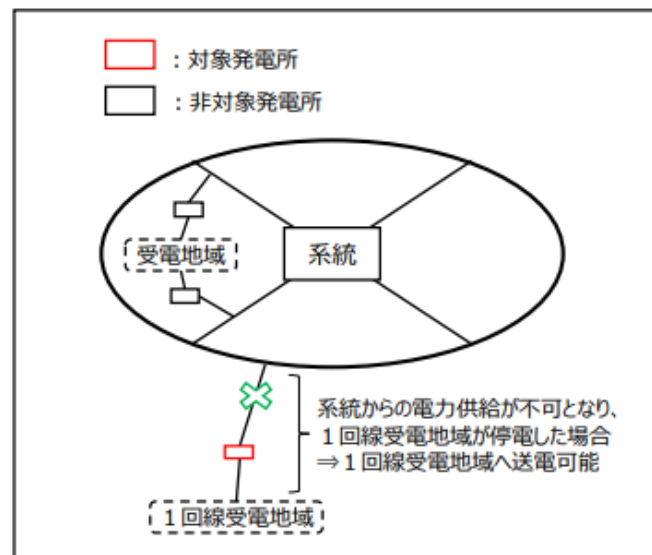 ：対象発電所
：非対象発電所
受電地域
系統
系統からの電力供給が不可となり、
１回線受電地域が停電した場合
⇒１回線受電地域へ送電可能
１回線受電地域